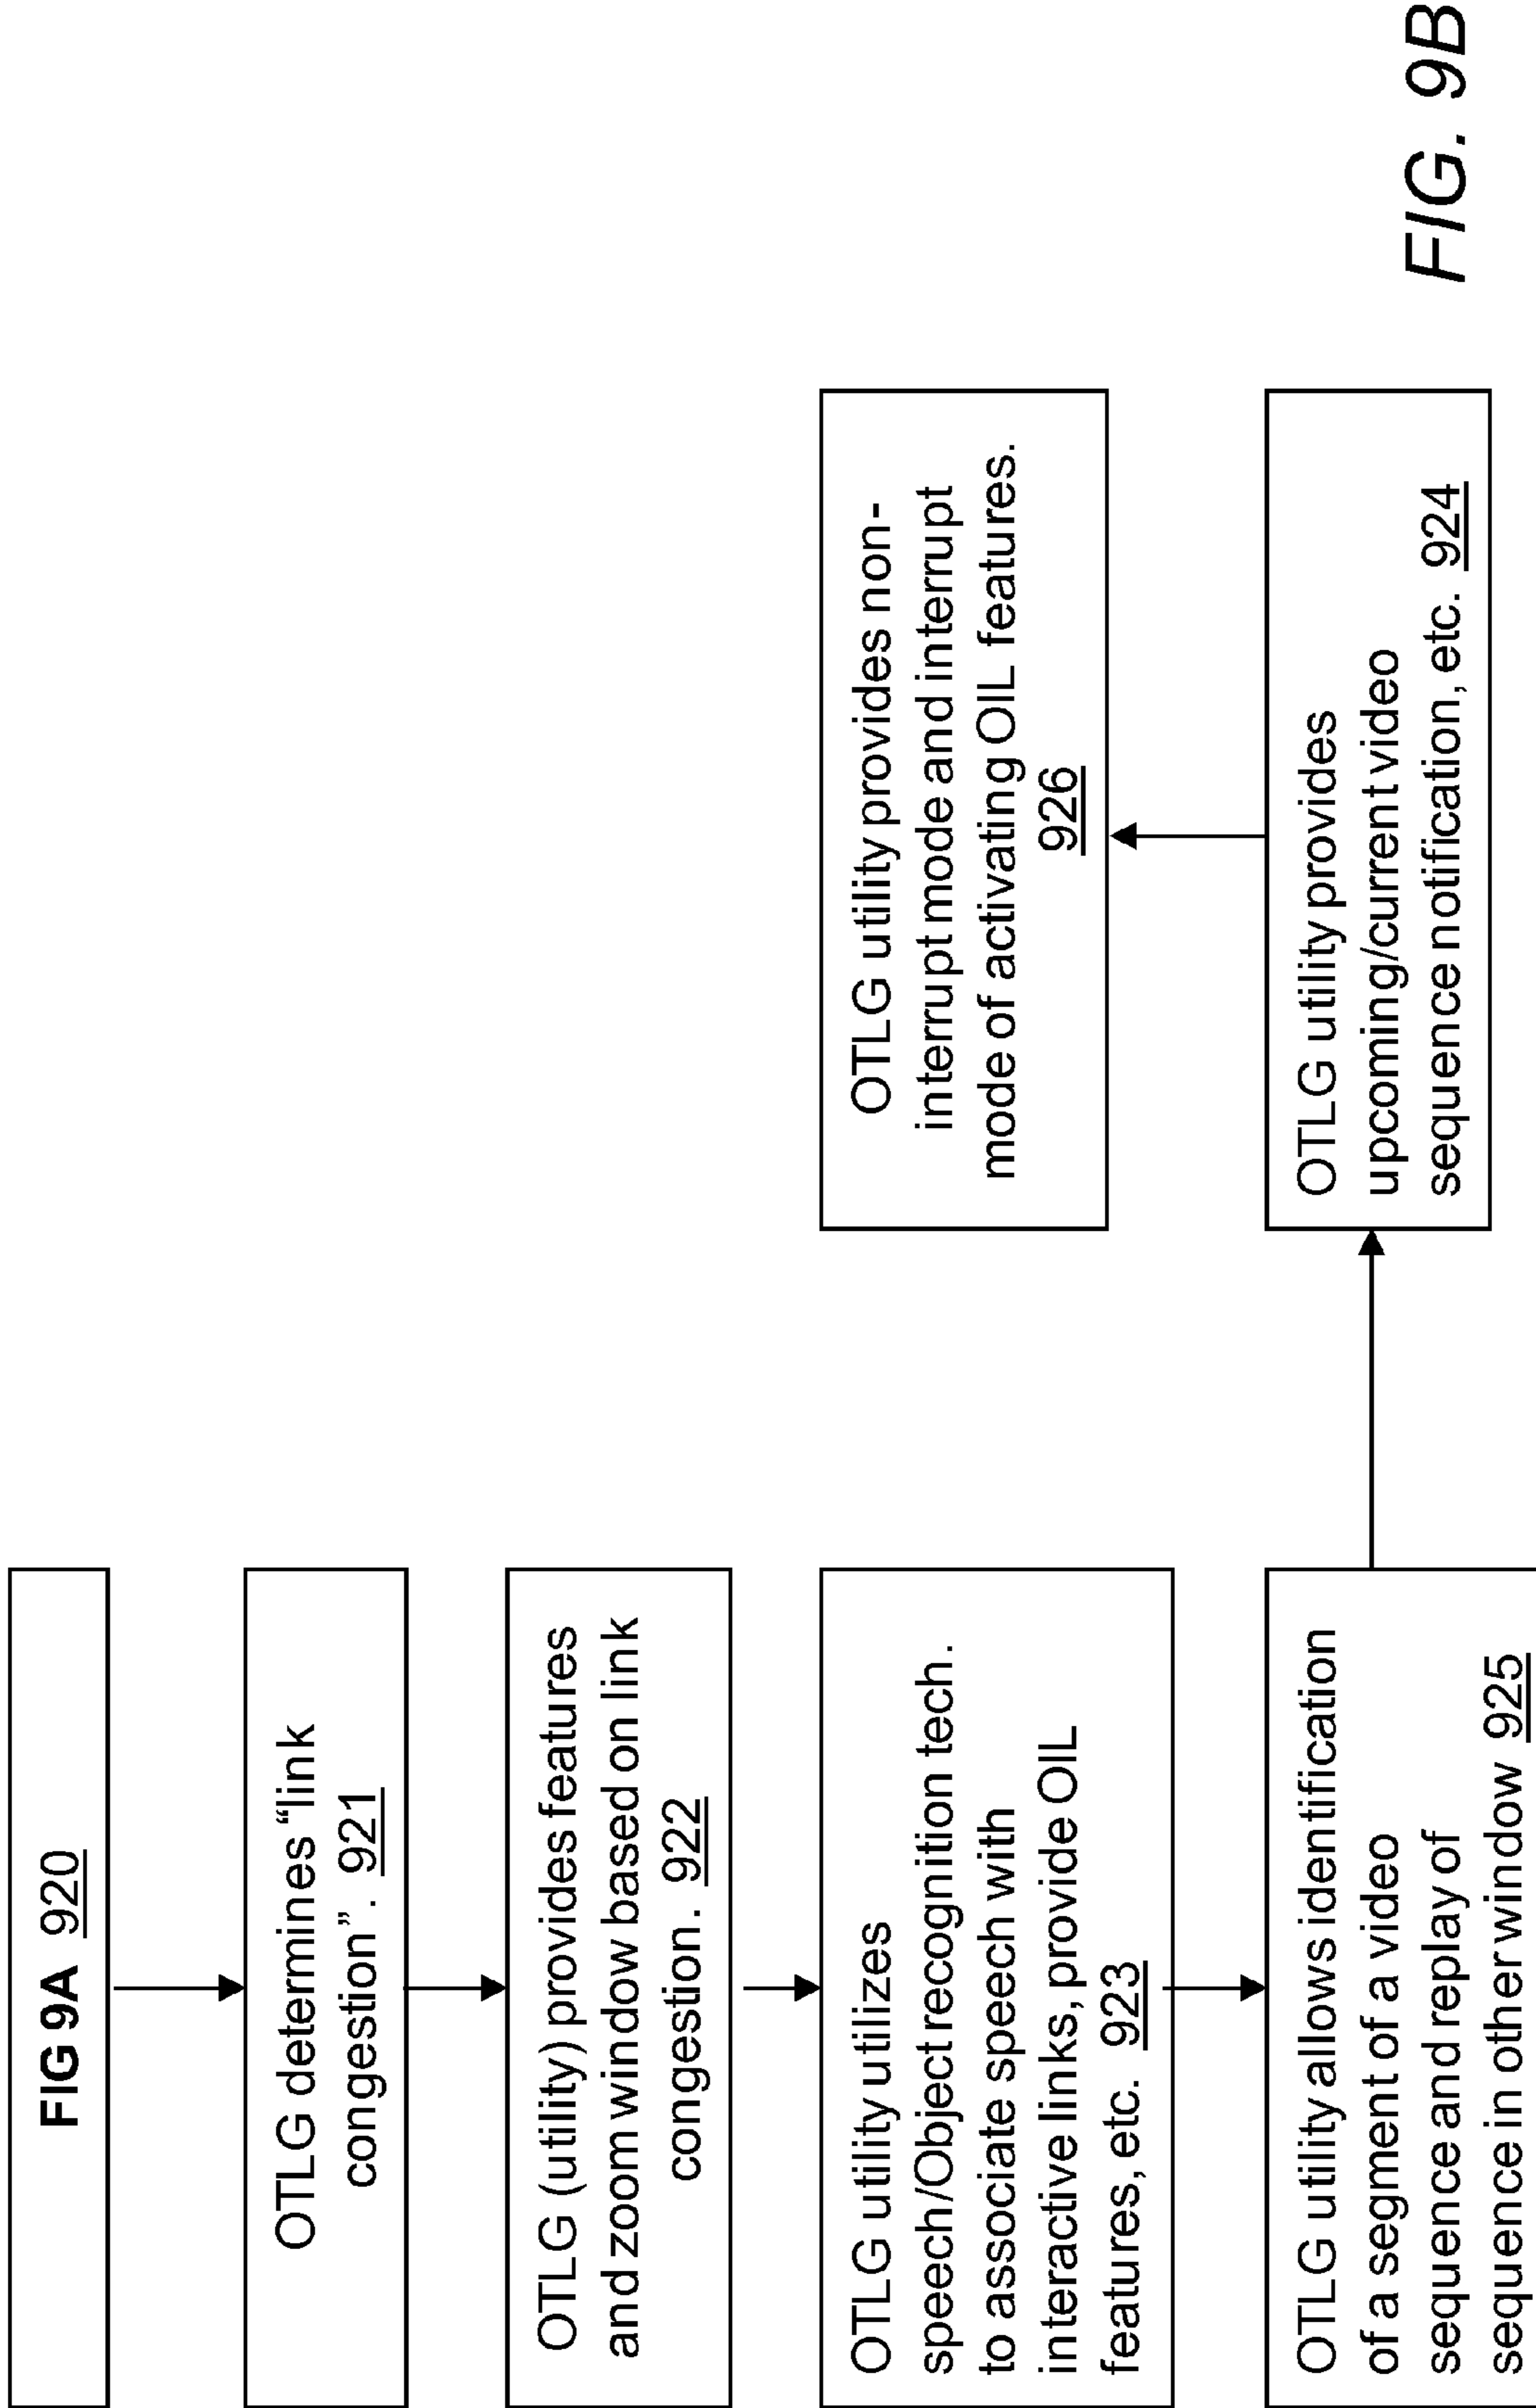 FIG 9A 920
OTLG determines “link
congestion”. 921
OTLG (utility) provides features
and zoom window based on link
congestion. 922
OTLG utility utilizes
speech/Object recognition tech.
to associate speech with
interactive links, provide OIL
features, etc. 923
OTLG utility allows identification
of a segment of a video
sequence and replay of
sequence in other window 925
OTLG utility provides
upcoming/current video
sequence notification, etc. 924
OTLG utility provides non-
interrupt mode and interrupt
mode of activating OIL features.
926
FIG. 9B